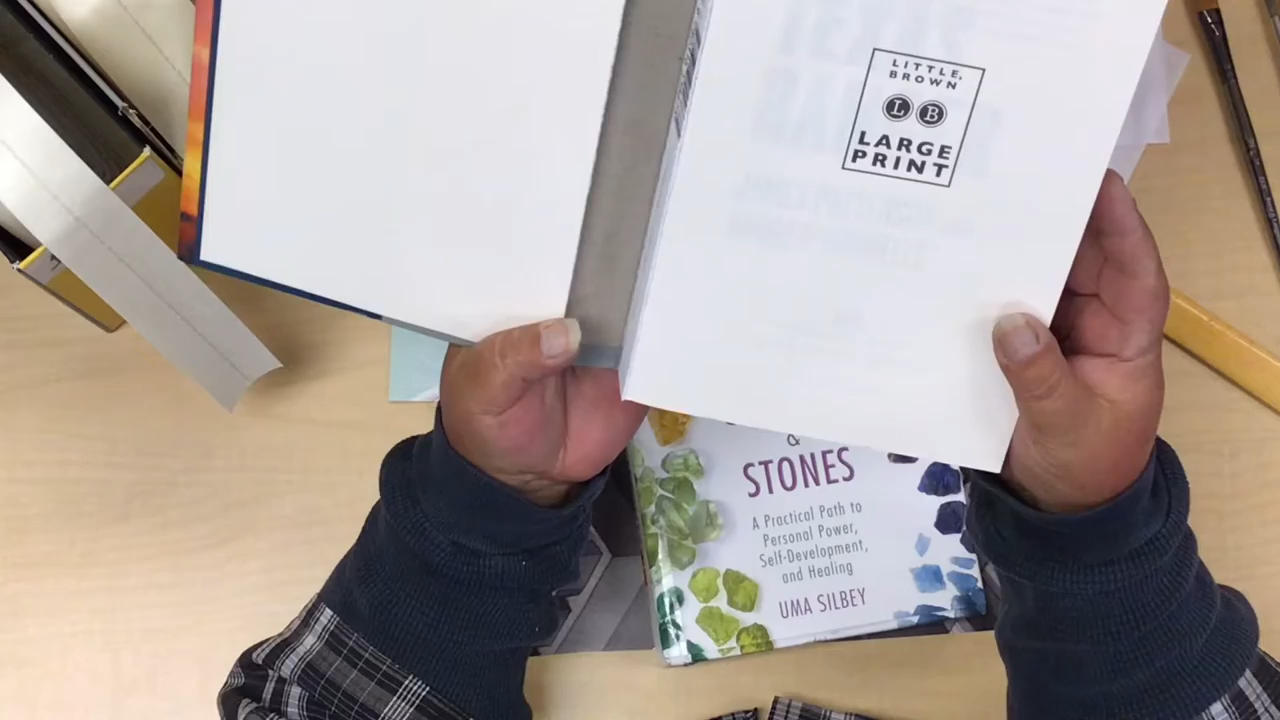 LITTLE,
BROWN
L B
LARGE
PRINT
&
STONES
A Practical Path to
Personal Power,
Self-Development,
and Healing
UMA SILBEY